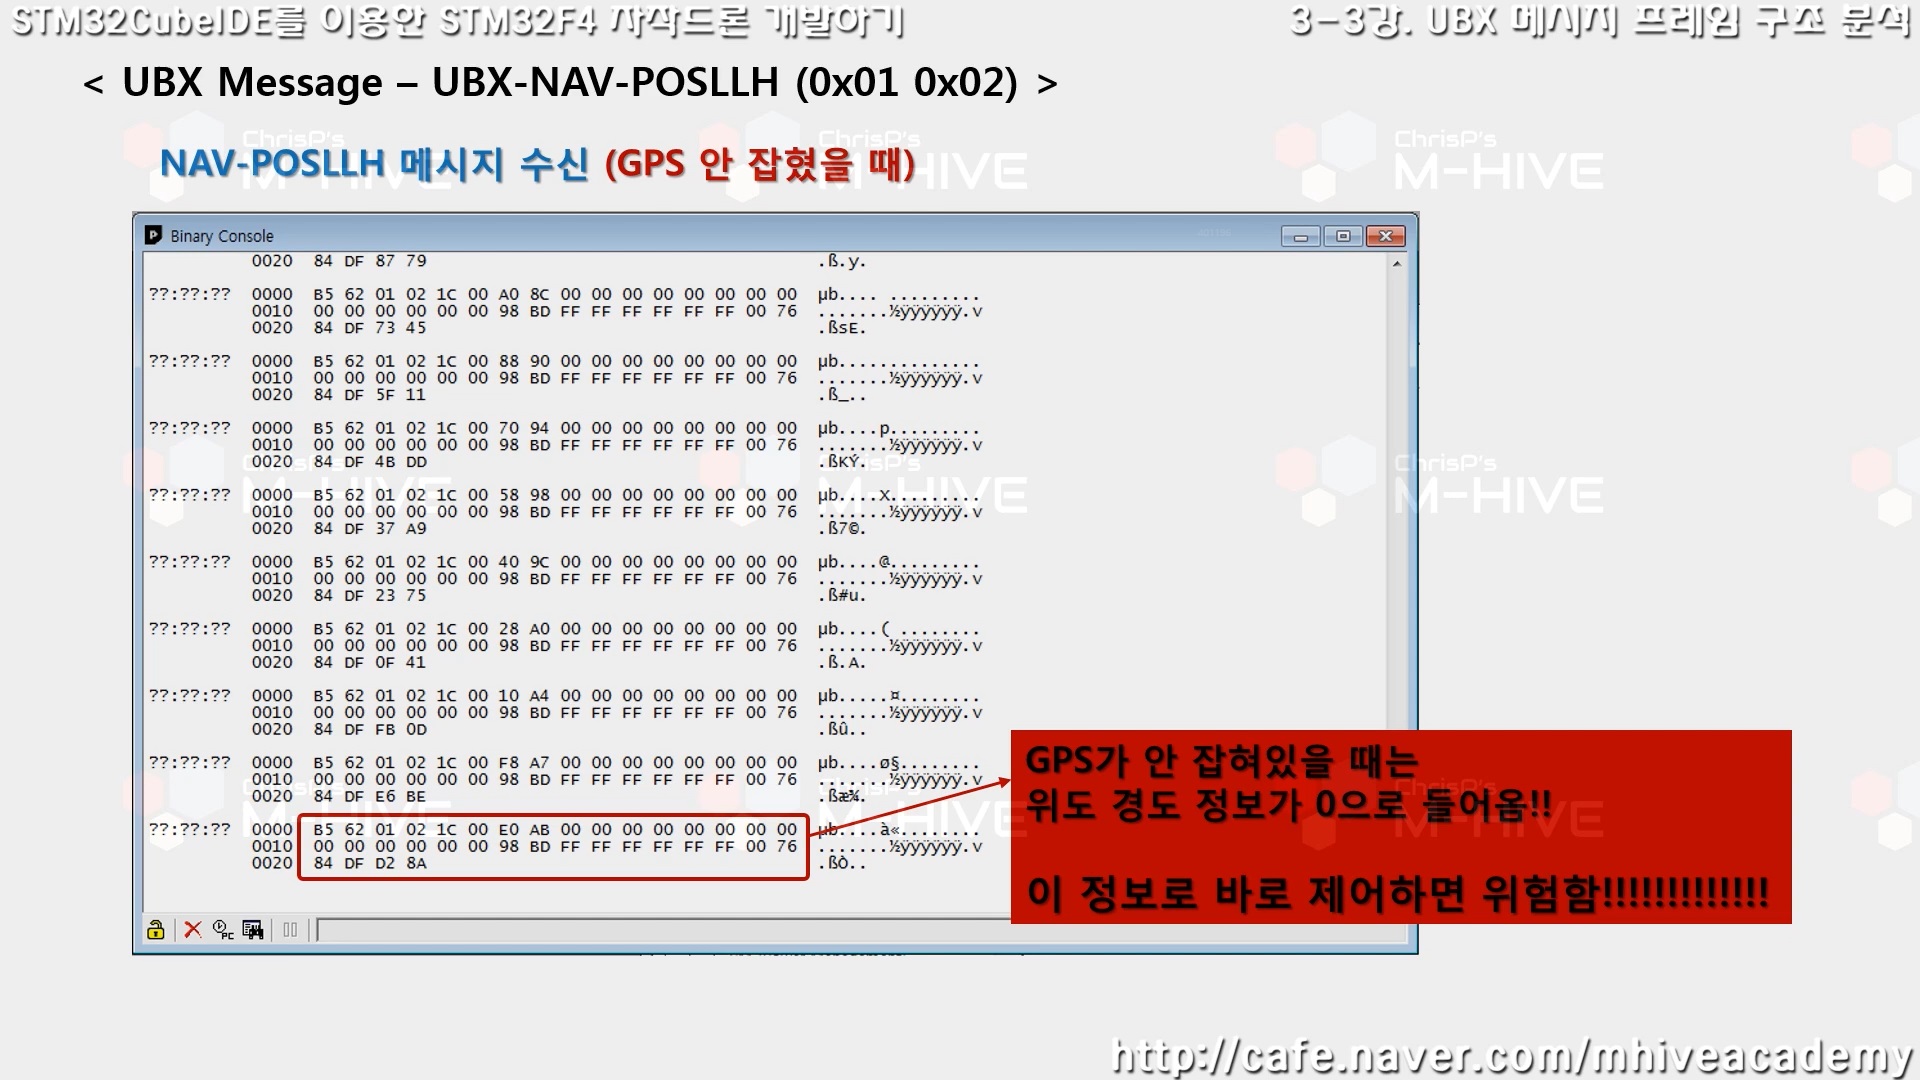 STM32CubeIDE를 이용한 STM32F4 자작드론 개발하기
3-3강. UBX 메시지 프레임 구조 분석
< UBX Message – UBX-NAV-POSLLH (0x01 0x02) >
NAV-POSLLH 메시지 수신 (GPS 안 잡혔을 때)
Binary Console
0020 84 DF 87 79 .ß.y.
??:??:?? 0000 B5 62 01 02 1C 00 A0 8C 00 00 00 00 00 00 00 00 µb.... .........
0010 00 00 00 00 00 00 98 BD FF FF FF FF FF FF 00 76 .......½ÿÿÿÿÿÿ.v
0020 84 DF 73 45 .ßsE.
??:??:?? 0000 B5 62 01 02 1C 00 88 90 00 00 00 00 00 00 00 00 µb..............
0010 00 00 00 00 00 00 98 BD FF FF FF FF FF FF 00 76 .......½ÿÿÿÿÿÿ.v
0020 84 DF 5F 11 .ß_..
??:??:?? 0000 B5 62 01 02 1C 00 70 94 00 00 00 00 00 00 00 00 µb....p.........
0010 00 00 00 00 00 00 98 BD FF FF FF FF FF FF 00 76 .......½ÿÿÿÿÿÿ.v
0020 84 DF 4B DD .ßKÝ.
??:??:?? 0000 B5 62 01 02 1C 00 58 98 00 00 00 00 00 00 00 00 µb....X.........
0010 00 00 00 00 00 00 98 BD FF FF FF FF FF FF 00 76 .......½ÿÿÿÿÿÿ.v
0020 84 DF 37 A9 .ß7©.
??:??:?? 0000 B5 62 01 02 1C 00 40 9C 00 00 00 00 00 00 00 00 µb....@.........
0010 00 00 00 00 00 00 98 BD FF FF FF FF FF FF 00 76 .......½ÿÿÿÿÿÿ.v
0020 84 DF 23 75 .ß#u.
??:??:?? 0000 B5 62 01 02 1C 00 28 A0 00 00 00 00 00 00 00 00 µb....( ........
0010 00 00 00 00 00 00 98 BD FF FF FF FF FF FF 00 76 .......½ÿÿÿÿÿÿ.v
0020 84 DF 0F 41 .ß.A.
??:??:?? 0000 B5 62 01 02 1C 00 10 A4 00 00 00 00 00 00 00 00 µb.....¤........
0010 00 00 00 00 00 00 98 BD FF FF FF FF FF FF 00 76 .......½ÿÿÿÿÿÿ.v
0020 84 DF FB 0D .ßû..
??:??:?? 0000 B5 62 01 02 1C 00 F8 A7 00 00 00 00 00 00 00 00 µb....ø§........
0010 00 00 00 00 00 00 98 BD FF FF FF FF FF FF 00 76 .......½ÿÿÿÿÿÿ.v
0020 84 DF E6 BE .ßæ¾.
??:??:?? 0000 B5 62 01 02 1C 00 E0 AB 00 00 00 00 00 00 00 00 µb....à«........
0010 00 00 00 00 00 00 98 BD FF FF FF FF FF FF 00 76 .......½ÿÿÿÿÿÿ.v
0020 84 DF D2 8A .ßÒ..
GPS가 안 잡혀있을 때는
위도 경도 정보가 0으로 들어옴!!
이 정보로 바로 제어하면 위험함!!!!!!!!!!!!!
PC
ChrisP's
M-HIVE
http://cafe.naver.com/mhiveacademy